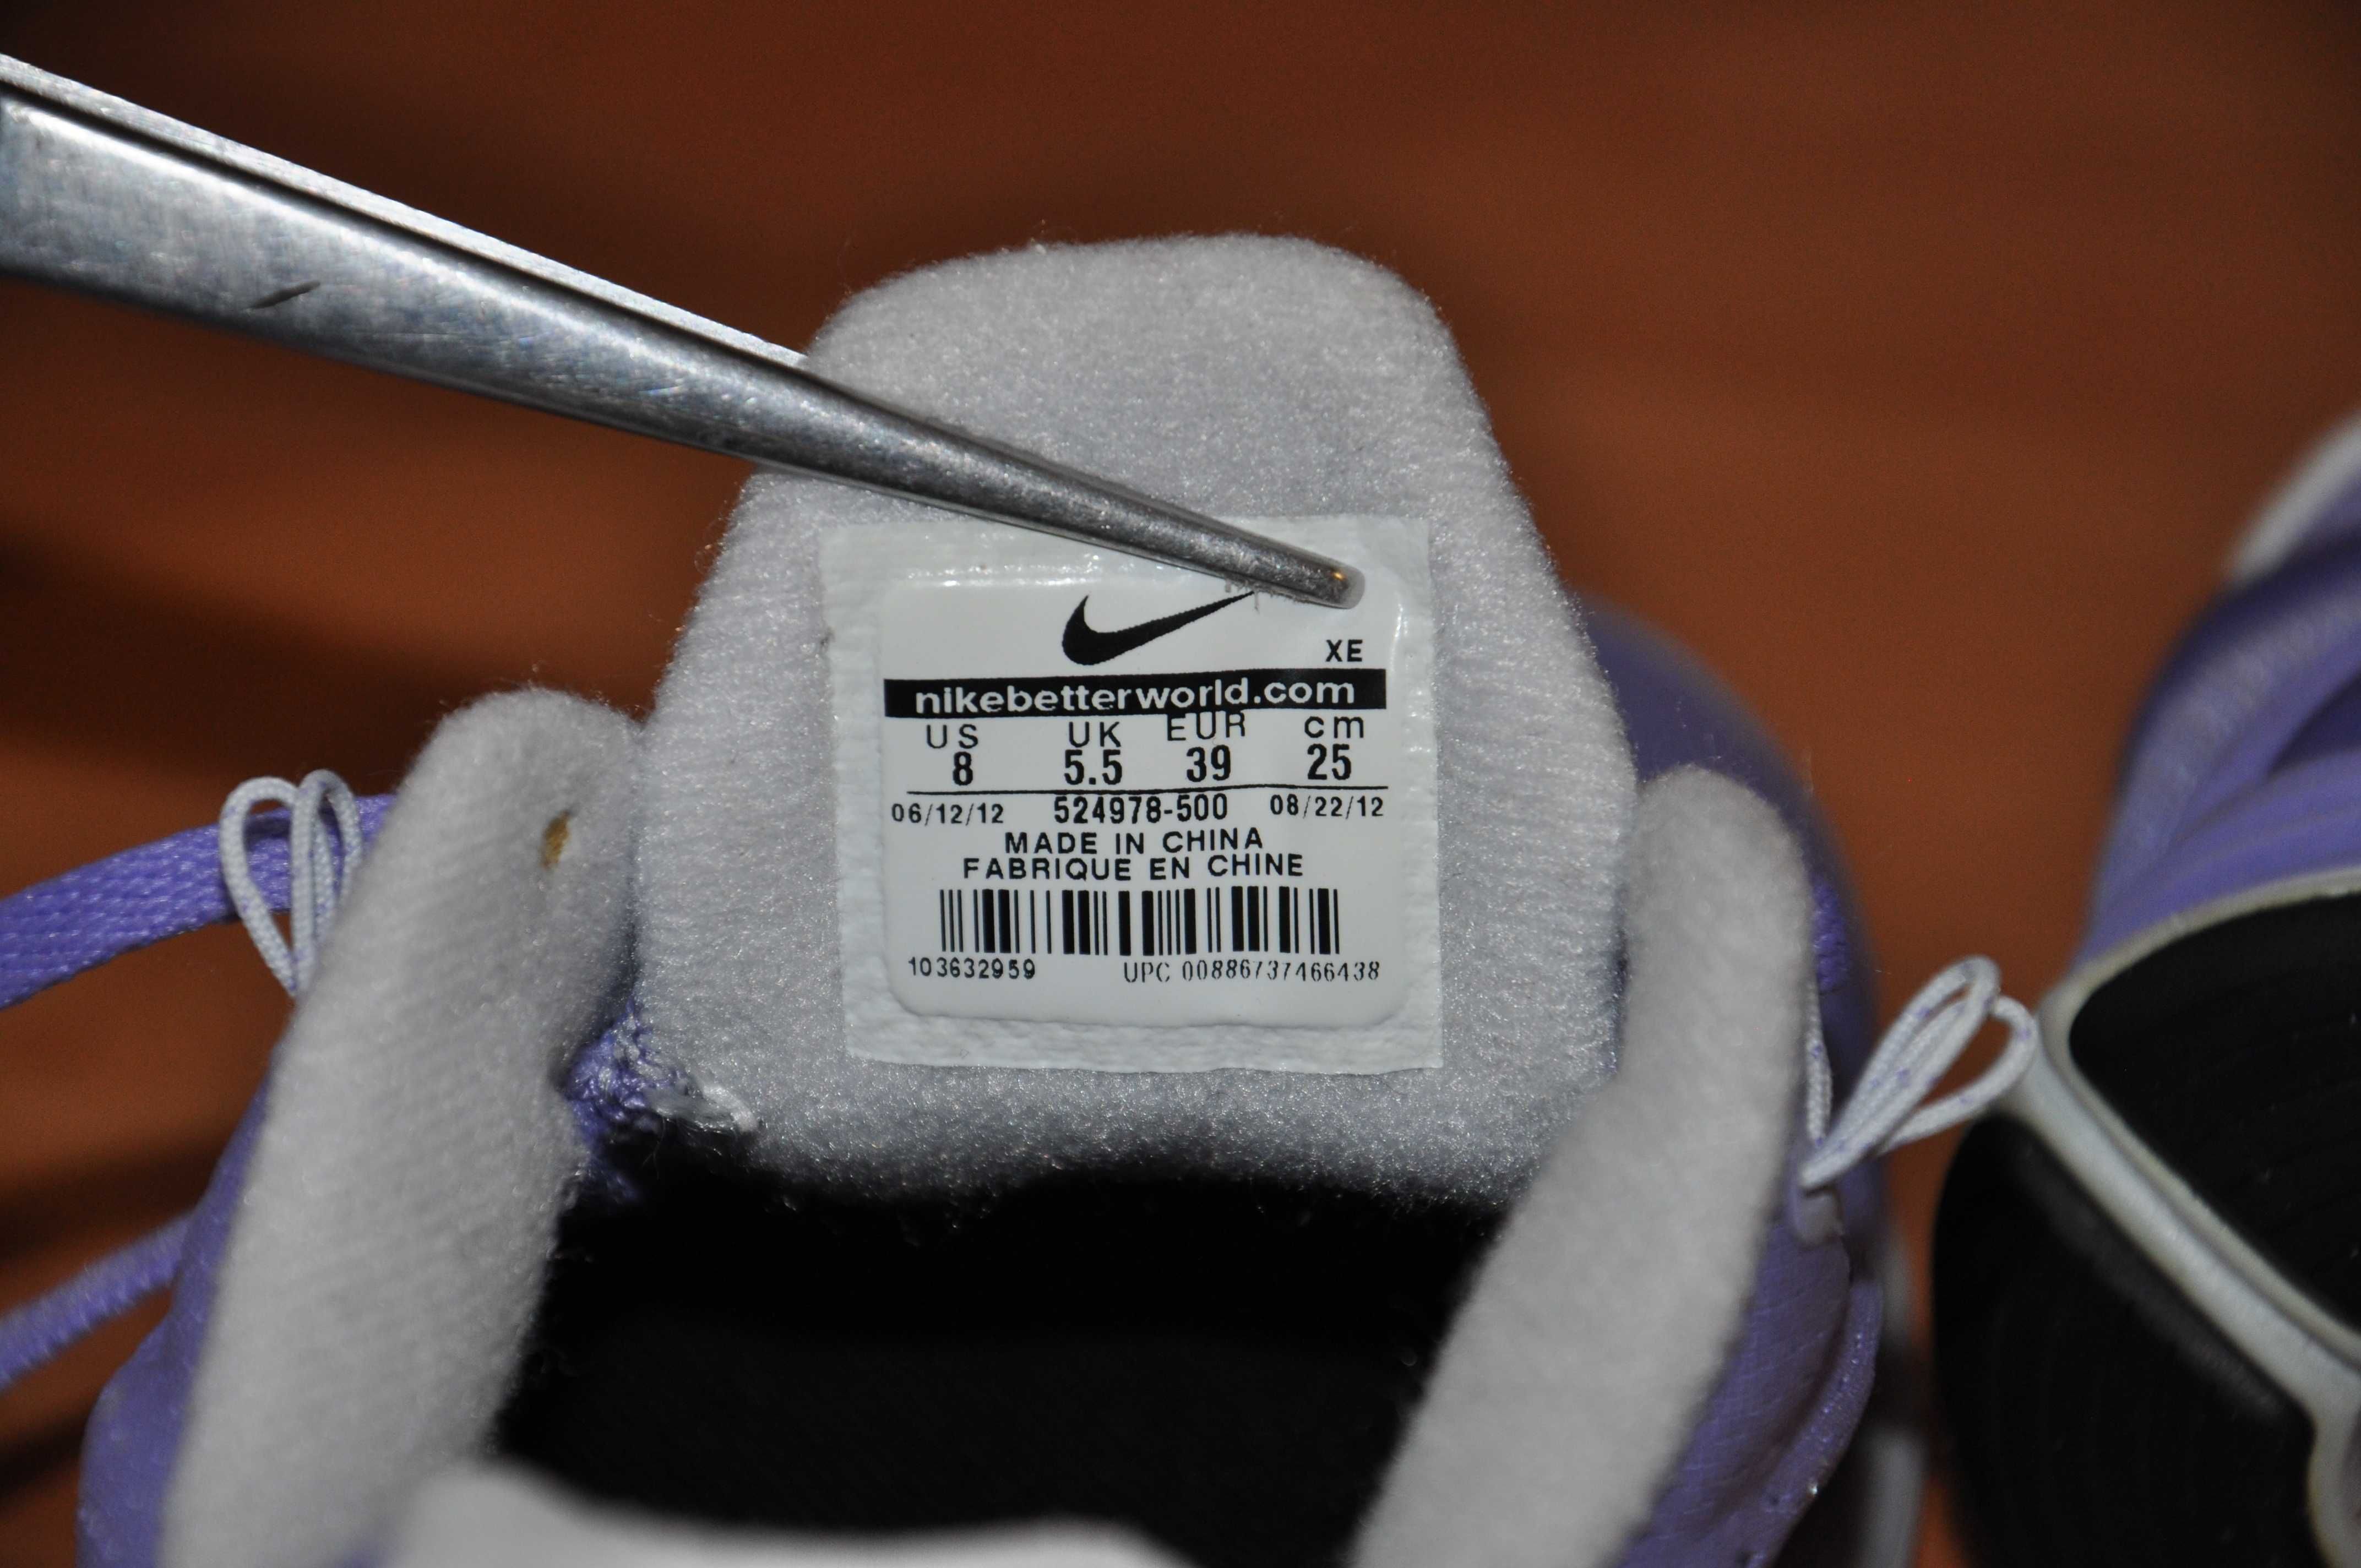 XE
nikebetterworld.com
US UK EUR cm
8 5.5 39 25
06/12/12 524978-500 08/22/12
MADE IN CHINA
FABRIQUE EN CHINE
103632959 UPC 00886737466438